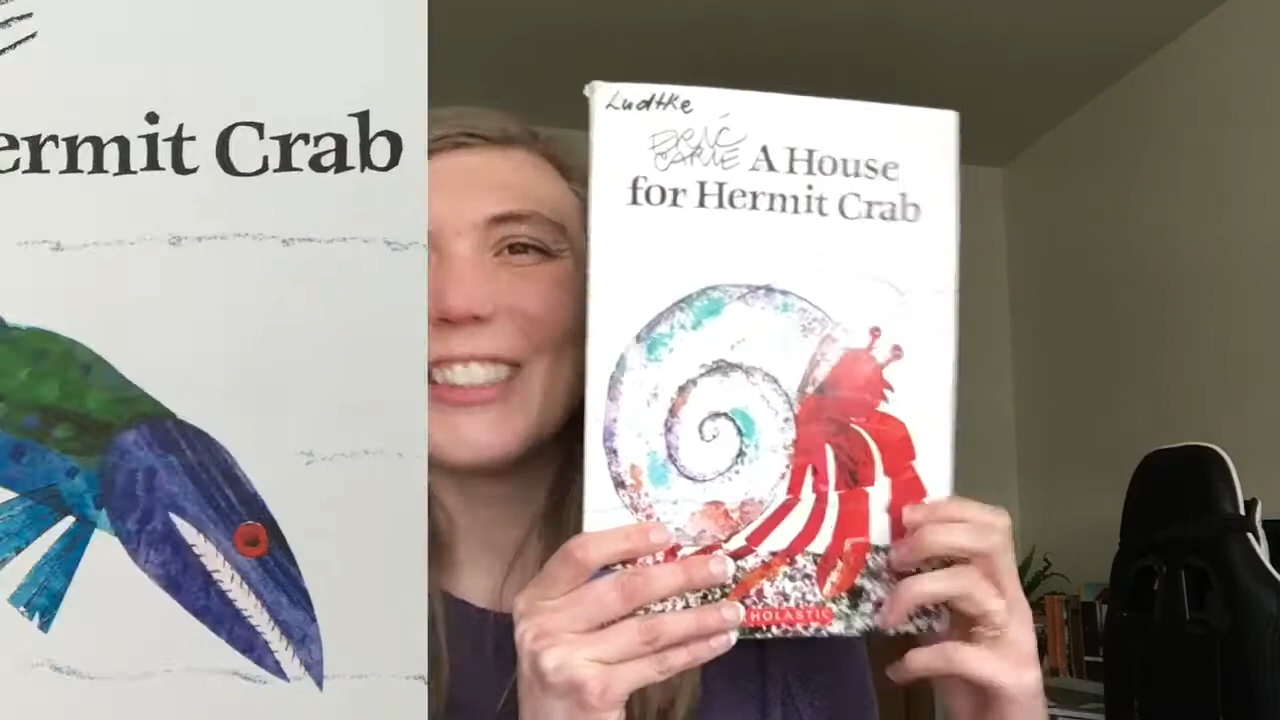 ermit Crab
Ludtke
ERIC
CARLE A House
for Hermit Crab
SCHOLASTIC